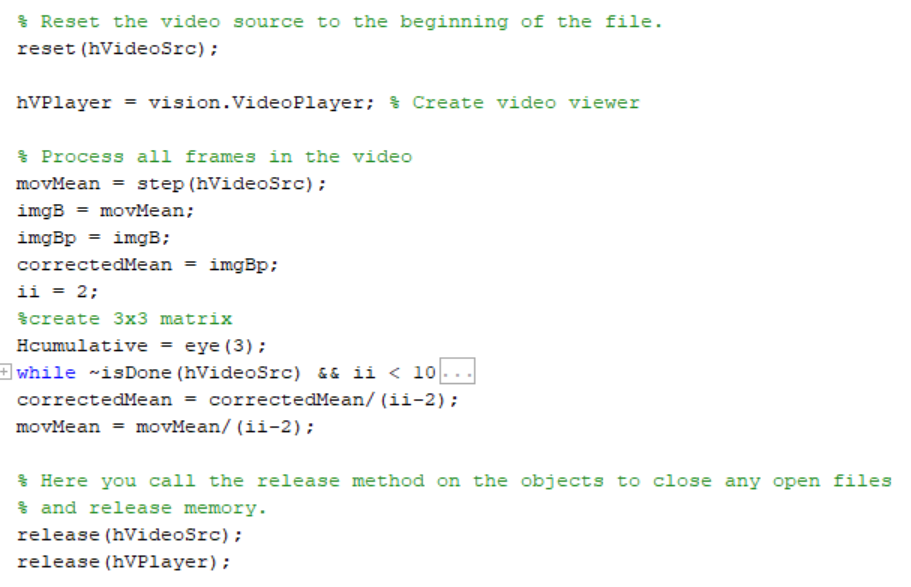 % Reset the video source to the beginning of the file.
reset(hVideoSrc);
hVPlayer = vision.VideoPlayer; % Create video viewer
% Process all frames in the video
movMean = step(hVideoSrc);
imgB = movMean;
imgBp = imgB;
correctedMean = imgBp;
ii = 2;
%create 3x3 matrix
Hcumulative = eye(3);
while ~isDone(hVideoSrc) && ii < 10...
correctedMean = correctedMean/(ii-2);
movMean = movMean/(ii-2);
% Here you call the release method on the objects to close any open files
% and release memory.
release(hVideoSrc);
release(hVPlayer);